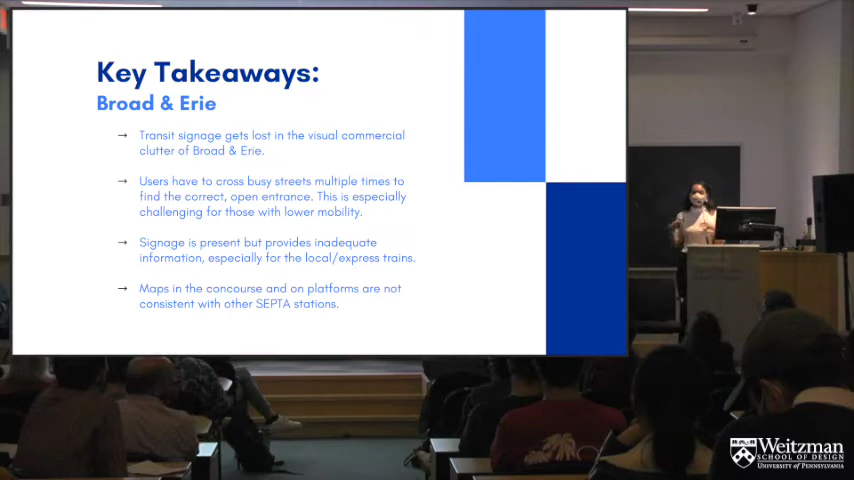 Key Takeaways:
Broad & Erie
→ Transit signage gets lost in the visual commercial
clutter of Broad & Erie.
→ Users have to cross busy streets multiple times to
find the correct, open entrance. This is especially
challenging for those with lower mobility.
→ Signage is present but provides inadequate
information, especially for the local/express trains.
→ Maps in the concourse and on platforms are not
consistent with other SEPTA stations.
Weitzman
SCHOOL OF DESIGN
UNIVERSITY OF PENNSYLVANIA